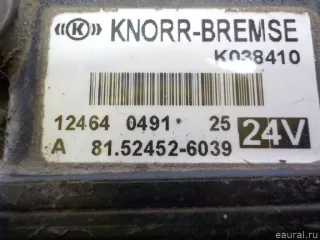 ((K)) KNORR-BREMSE
K038410
12464 0491* 25
24V
A 81.52452-6039
© eaural.ru